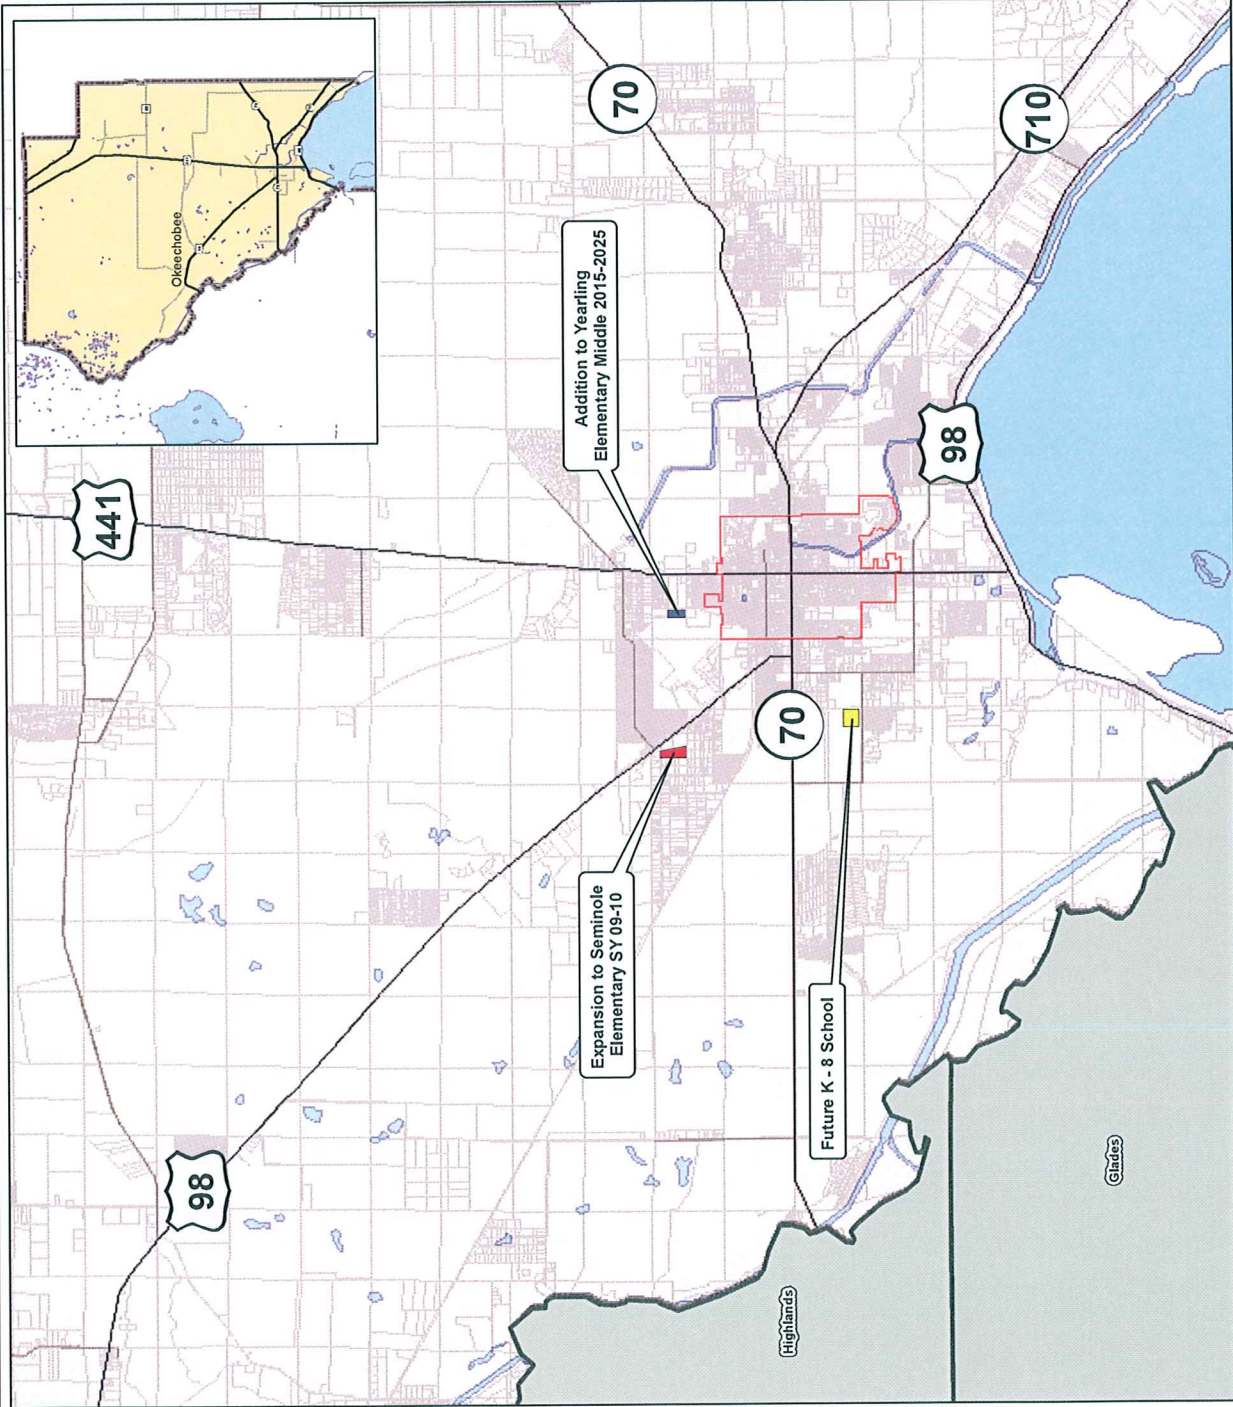 Okeechobee
441
98
70
Addition to Yearling
Elementary Middle 2015-2025
Expansion to Seminole
Elementary SY 09-10
70
Future K - 8 School
710
98
Highlands
Glades